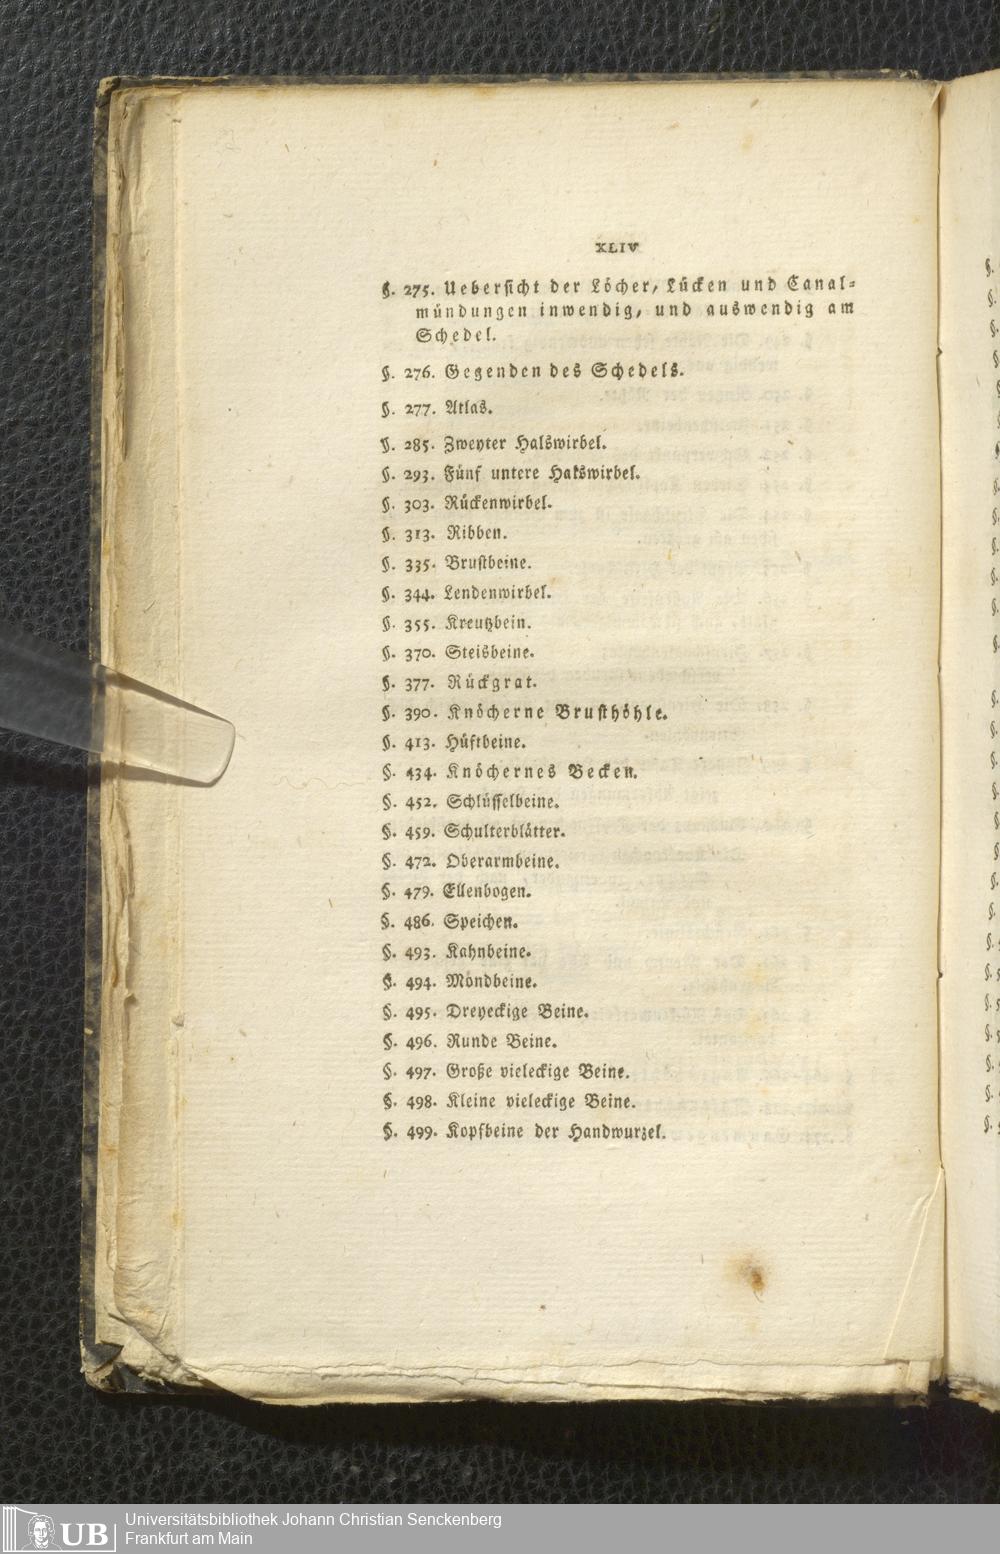 XLIV
§. 275. Uebersicht der Löcher, Lücken und Canal-
mündungen inwendig, und auswendig am
Schedel.
§. 276. Gegenden des Schedels.
§. 277. Atlas.
§. 285. Zweyter Halswirbel.
§. 293. Fünf untere Halswirbel.
§. 303. Rückenwirbel.
§. 313. Ribben.
§. 335. Brustbeine.
§. 344. Lendenwirbel.
§. 355. Kreutzbein.
§. 370. Steisbeine.
§. 377. Rückgrat.
§. 390. Knöcherne Brusthöhle.
§. 413. Hüftbeine.
§. 434. Knöchernes Becken.
§. 452. Schlüsselbeine.
§. 459. Schulterblätter.
§. 472. Oberarmbeine.
§. 479. Ellenbogen.
§. 486. Speichen.
§. 493. Kahnbeine.
§. 494. Mondbeine.
§. 495. Dreyeckige Beine.
§. 496. Runde Beine.
§. 497. Große vieleckige Beine.
§. 498. Kleine vieleckige Beine.
§. 499. Kopfbeine der Handwurzel.
UB
Universitätsbibliothek Johann Christian Senckenberg
Frankfurt am Main